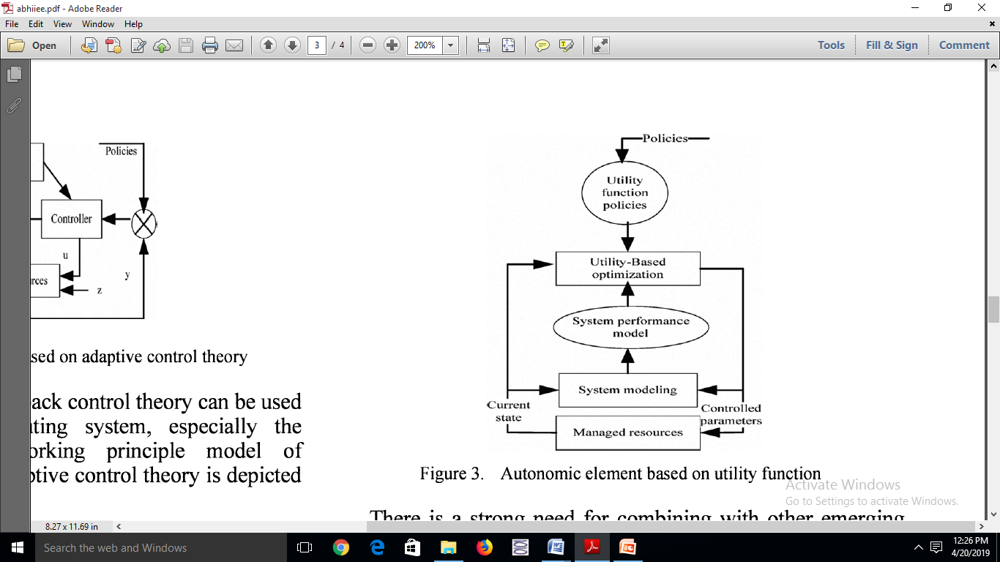 abhiiee.pdf - Adobe Reader
File Edit View Window Help
Open 3 / 4 200% Tools Fill & Sign Comment
Policies
Controller
u
y
z
rces
sed on adaptive control theory
ack control theory can be used
ting system, especially the
orking principle model of
ptive control theory is depicted
Policies
Utility
function
policies
Utility-Based
optimization
System performance
model
System modeling
Current
state
Controlled
parameters
Managed resources
Figure 3. Autonomic element based on utility function
Activate Windows
Go to Settings to activate Windows.
There is a strong need for combining with other emerging
8.27 x 11.69 in
Search the web and Windows
12:26 PM
4/20/2019